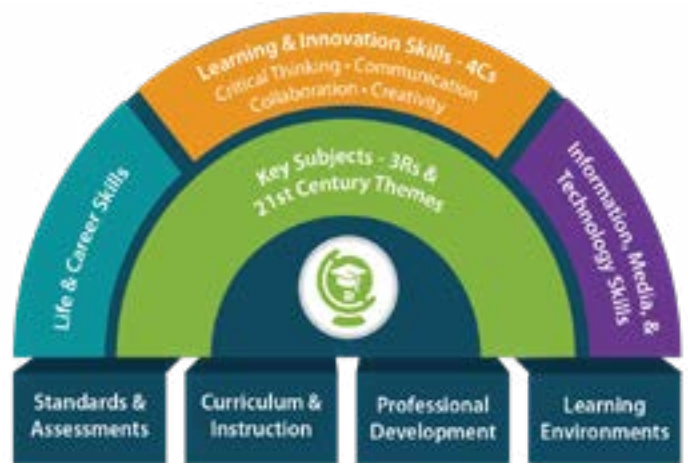 Learning & Innovation Skills - 4Cs
Critical Thinking • Communication
Collaboration • Creativity
Life & Career Skills
Key Subjects - 3Rs &
21st Century Themes
Information, Media, &
Technology Skills
Standards &
Assessments
Curriculum &
Instruction
Professional
Development
Learning
Environments